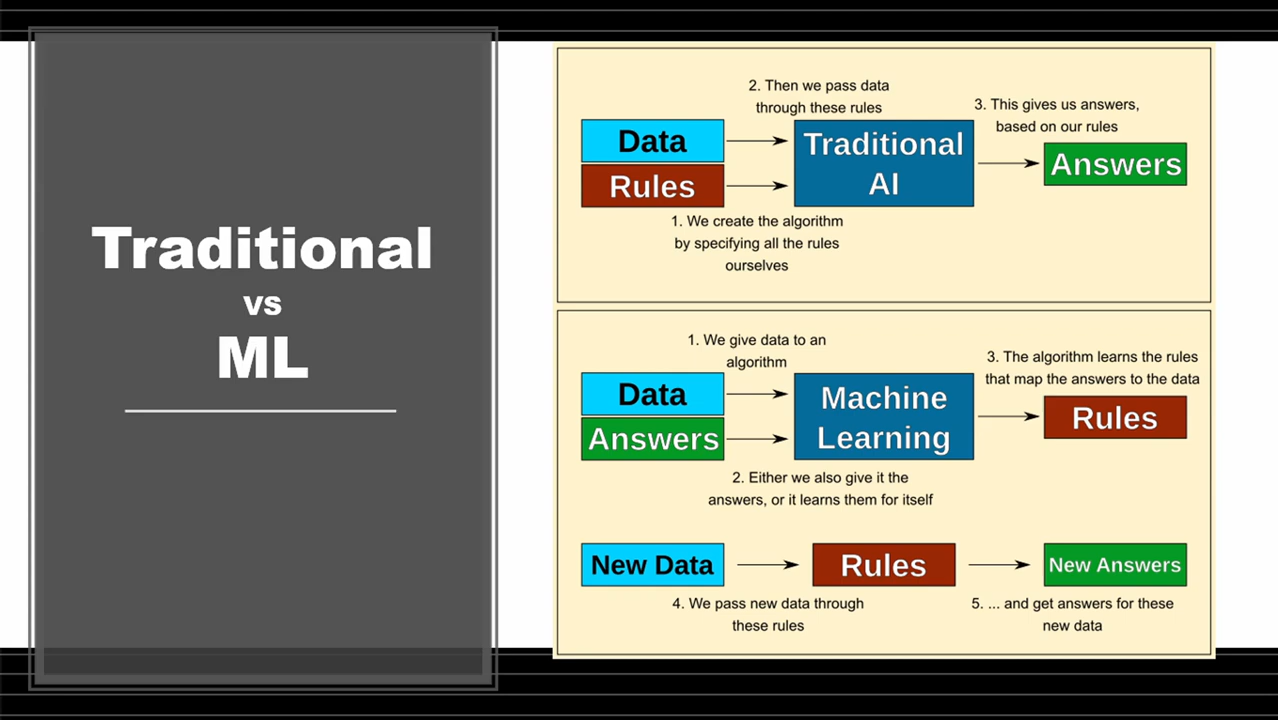 Traditional
vs
ML
2. Then we pass data
through these rules
3. This gives us answers,
based on our rules
Data
Rules
Traditional
AI
Answers
1. We create the algorithm
by specifying all the rules
ourselves
1. We give data to an
algorithm
3. The algorithm learns the rules
that map the answers to the data
Data
Answers
Machine
Learning
Rules
2. Either we also give it the
answers, or it learns them for itself
New Data
Rules
New Answers
4. We pass new data through
these rules
5. ... and get answers for these
new data